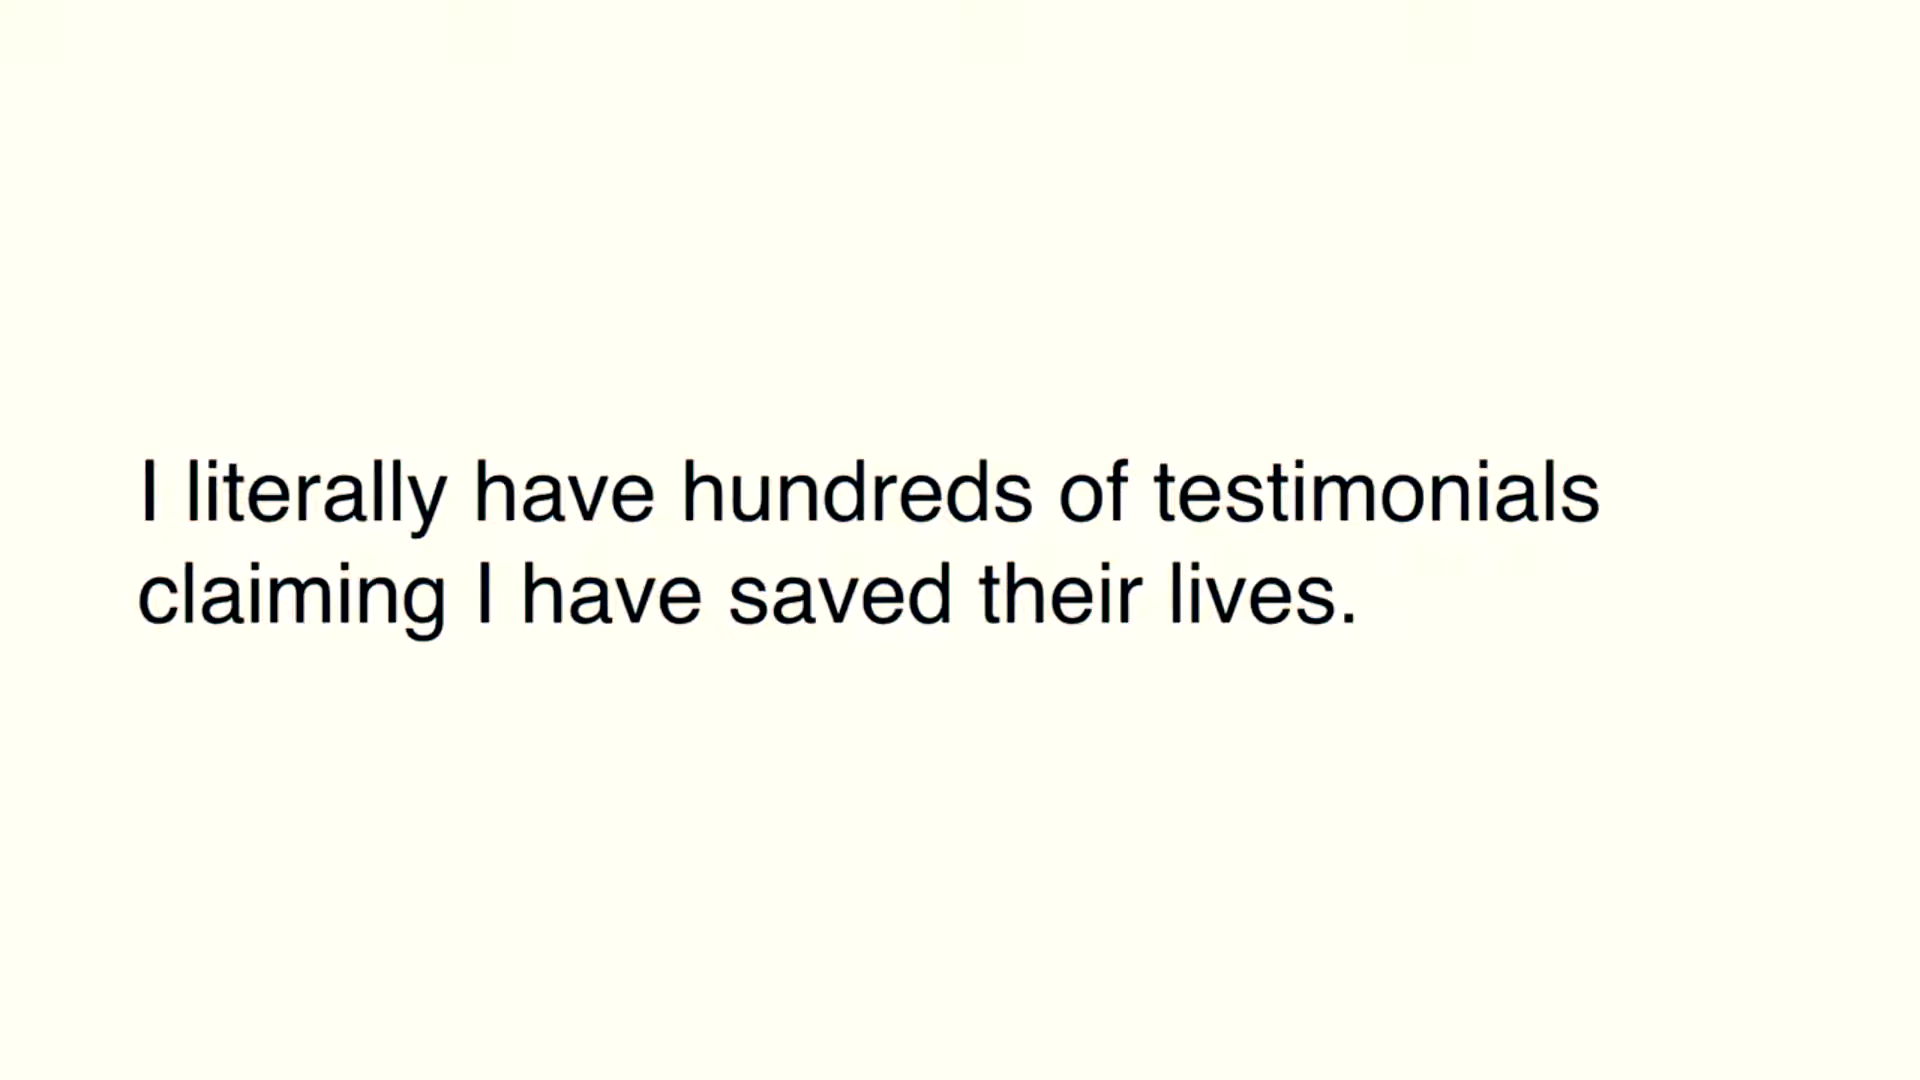 I literally have hundreds of testimonials
claiming I have saved their lives.